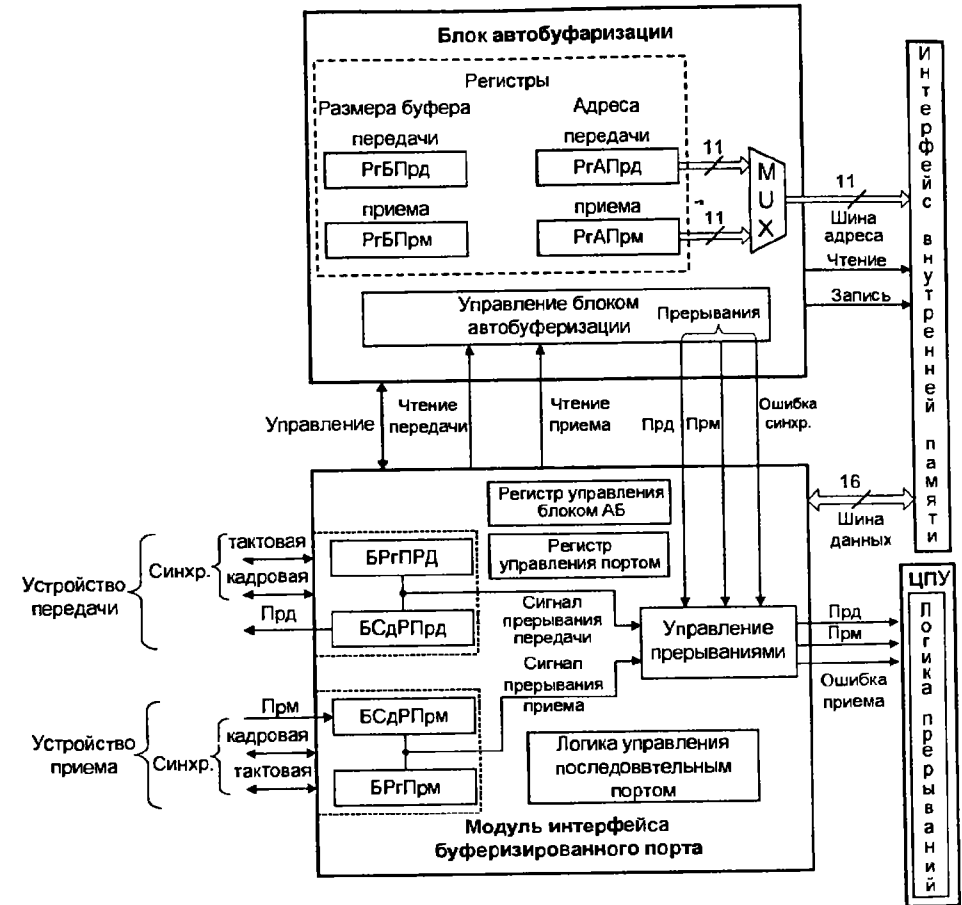 Блок автобуфаризации
Регистры
Размера буфера
Адреса
передачи
передачи
РгБПрд
РгАПрд
11
приема
приема
РгБПрм
РгАПрм
11
MUX
11
Шина
адреса
Чтение
Запись
Интерфейс внутренней памяти
Управление блоком
автобуферизации
Прерывания
Управление
Чтение
передачи
Чтение
приема
Прд
Прм
Ошибка
синхр.
16
Шина
данных
Регистр управления
блоком АБ
Регистр
управления портом
Устройство
передачи
Синхр.
тактовая
кадровая
Прд
БРгПРД
БСдРПрд
Сигнал
прерывания
передачи
Сигнап
прерывания
приема
Управление
прерываниями
Прд
Прм
Ошибка
приема
ЦПУ
Логика прерываний
Устройство
приема
Синхр.
Прм
кадровая
тактовая
БСдРПрм
БРгПрм
Логика управления
последоввтельным
портом
Модуль интерфейса
буферизированного порта